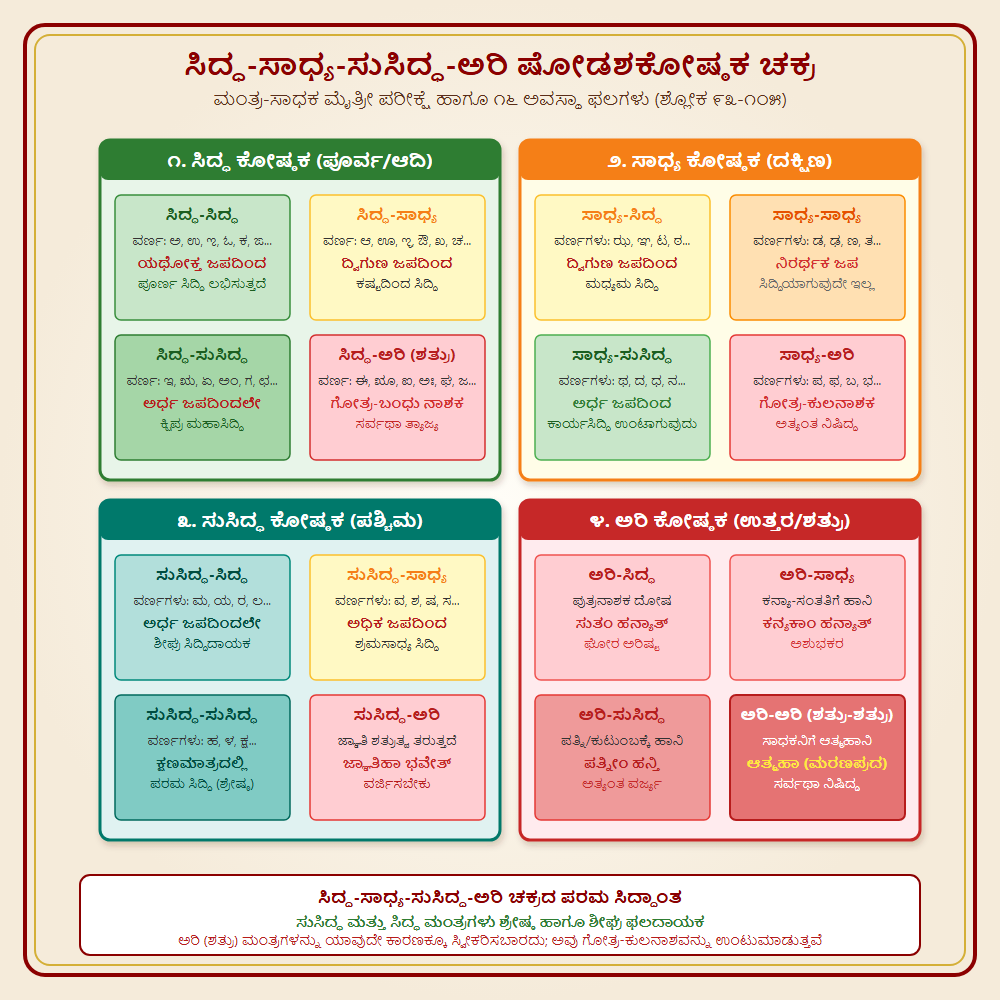 ಸಿದ್ಧ-ಸಾಧ್ಯ-ಸುಸಿದ್ಧ-ಅರಿ ಷೋಡಶಕೋಷ್ಠಕ ಚಕ್ರ
ಮಂತ್ರ-ಸಾಧಕ ಮೈತ್ರೀ ಪರೀಕ್ಷೆ ಹಾಗೂ ೧೬ ಅವಸ್ಥಾ ಫಲಗಳು (ಶ್ಲೋಕ ೯೩-೧೦೫)
೧. ಸಿದ್ಧ ಕೋಷ್ಠಕ (ಪೂರ್ವ/ಆದಿ)
ಸಿದ್ಧ-ಸಿದ್ಧ
ವರ್ಣ: ಅ, ಉ, ಇ, ಓ, ಕ, ಙ...
ಯಥೋಕ್ತ ಜಪದಿಂದ
ಪೂರ್ಣ ಸಿದ್ಧಿ ಲಭಿಸುತ್ತದೆ
ಸಿದ್ಧ-ಸಾಧ್ಯ
ವರ್ಣ: ಆ, ಊ, ೡ, ಔ, ಖ, ಚ...
ದ್ವಿಗುಣ ಜಪದಿಂದ
ಕಷ್ಟದಿಂದ ಸಿದ್ಧಿ
ಸಿದ್ಧ-ಸುಸಿದ್ಧ
ವರ್ಣ: ಇ, ಋ, ಏ, ಅಂ, ಗ, ಛ...
ಅರ್ಧ ಜಪದಿಂದಲೇ
ಕ್ಷಿಪ್ರ ಮಹಾಸಿದ್ಧಿ
ಸಿದ್ಧ-ಅರಿ (ಶತ್ರು)
ವರ್ಣ: ಈ, ೠ, ಐ, ಅಃ, ಘ, ಜ...
ಗೋತ್ರ-ಬಂಧು ನಾಶಕ
ಸರ್ವಥಾ ತ್ಯಾಜ್ಯ
೨. ಸಾಧ್ಯ ಕೋಷ್ಠಕ (ದಕ್ಷಿಣ)
ಸಾಧ್ಯ-ಸಿದ್ಧ
ವರ್ಣಗಳು: ಝ, ಞ, ಟ, ಠ...
ದ್ವಿಗುಣ ಜಪದಿಂದ
ಮಧ್ಯಮ ಸಿದ್ಧಿ
ಸಾಧ್ಯ-ಸಾಧ್ಯ
ವರ್ಣಗಳು: ಡ, ಢ, ಣ, ತ...
ನಿರರ್ಥಕ ಜಪ
ಸಿದ್ಧಿಯಾಗುವುದೇ ಇಲ್ಲ
ಸಾಧ್ಯ-ಸುಸಿದ್ಧ
ವರ್ಣಗಳು: ಥ, ದ, ಧ, ನ...
ಅರ್ಧ ಜಪದಿಂದ
ಕಾರ್ಯಸಿದ್ಧಿ ಉಂಟಾಗುವುದು
ಸಾಧ್ಯ-ಅರಿ
ವರ್ಣಗಳು: ಪ, ಫ, ಬ, ಭ...
ಗೋತ್ರ-ಕುಲನಾಶಕ
ಅತ್ಯಂತ ನಿಷಿದ್ಧ
೩. ಸುಸಿದ್ಧ ಕೋಷ್ಠಕ (ಪಶ್ಚಿಮ)
ಸುಸಿದ್ಧ-ಸಿದ್ಧ
ವರ್ಣಗಳು: ಮ, ಯ, ರ, ಲ...
ಅರ್ಧ ಜಪದಿಂದಲೇ
ಶೀಘ್ರ ಸಿದ್ಧಿದಾಯಕ
ಸುಸಿದ್ಧ-ಸಾಧ್ಯ
ವರ್ಣಗಳು: ವ, ಶ, ಷ, ಸ...
ಅಧಿಕ ಜಪದಿಂದ
ಶ್ರಮಸಾಧ್ಯ ಸಿದ್ಧಿ
ಸುಸಿದ್ಧ-ಸುಸಿದ್ಧ
ವರ್ಣಗಳು: ಹ, ಳ, ಕ್ಷ...
ಕ್ಷಣಮಾತ್ರದಲ್ಲಿ
ಪರಮ ಸಿದ್ಧಿ (ಶ್ರೇಷ್ಠ)
ಸುಸಿದ್ಧ-ಅರಿ
ಜ್ಞಾತಿ ಶತ್ರುತ್ವ ತರುತ್ತದೆ
ಜ್ಞಾತಿಹಾ ಭವೇತ್
ವರ್ಜಿಸಬೇಕು
೪. ಅರಿ ಕೋಷ್ಠಕ (ಉತ್ತರ/ಶತ್ರು)
ಅರಿ-ಸಿದ್ಧ
ಪುತ್ರನಾಶಕ ದೋಷ
ಸುತಂ ಹನ್ಯಾತ್
ಘೋರ ಅರಿಷ್ಟ
ಅರಿ-ಸಾಧ್ಯ
ಕನ್ಯಾ-ಸಂತತಿಗೆ ಹಾನಿ
ಕನ್ಯಕಾಂ ಹನ್ಯಾತ್
ಅಶುಭಕರ
ಅರಿ-ಸುಸಿದ್ಧ
ಪತ್ನಿ/ಕುಟುಂಬಕ್ಕೆ ಹಾನಿ
ಪತ್ನೀಂ ಹನ್ತಿ
ಅತ್ಯಂತ ವರ್ಜ್ಯ
ಅರಿ-ಅರಿ (ಶತ್ರು-ಶತ್ರು)
ಸಾಧಕನಿಗೆ ಆತ್ಮಹಾನಿ
ಆತ್ಮಹಾ (ಮರಣಪ್ರದ)
ಸರ್ವಥಾ ನಿಷಿದ್ಧ
ಸಿದ್ಧ-ಸಾಧ್ಯ-ಸುಸಿದ್ಧ-ಅರಿ ಚಕ್ರದ ಪರಮ ಸಿದ್ಧಾಂತ
ಸುಸಿದ್ಧ ಮತ್ತು ಸಿದ್ಧ ಮಂತ್ರಗಳು ಶ್ರೇಷ್ಠ ಹಾಗೂ ಶೀಘ್ರ ಫಲದಾಯಕ
ಅರಿ (ಶತ್ರು) ಮಂತ್ರಗಳನ್ನು ಯಾವುದೇ ಕಾರಣಕ್ಕೂ ಸ್ವೀಕರಿಸಬಾರದು; ಅವು ಗೋತ್ರ-ಕುಲನಾಶವನ್ನು ಉಂಟುಮಾಡುತ್ತವೆ